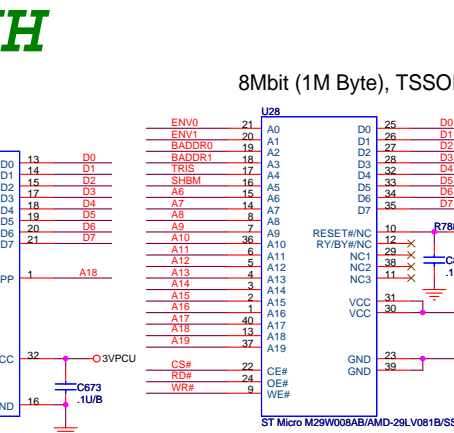 8Mbit (1M Byte), TSSO
U28
ENV0 21 A0 D0 25 D0
ENV1 20 A1 D1 26 D1
BADDR0 19 A2 D2 27 D2
BADDR1 18 A3 D3 28 D3
TRIS 17 A4 D4 32 D4
SHBM 16 A5 D5 33 D5
A6 15 A6 D6 34 D6
A7 14 A7 D7 35 D7
A8 8 A8
A9 7 A9 RESET#/NC 10 R788
A10 36 A10 RY/BY#/NC 12
A11 6 A11 NC1 29
A12 5 A12 NC2 38
A13 4 A13 NC3 11
A14 3 A14
A15 2 A15 VCC 31
A16 1 A16 VCC 30
A17 40 A17
A18 13 A18
A19 37 A19
CS# 22 CE# GND 23
RD# 24 OE# GND 39
WR# 9 WE#
ST Micro M29W008AB/AMD-29LV081B/SS
D0 13 D0
D1 14 D1
D2 15 D2
D3 17 D3
D4 18 D4
D5 19 D5
D6 20 D6
D7 21 D7
PP 1 A18
CC 32 3VPCU
C673
.1U/B
ND 16